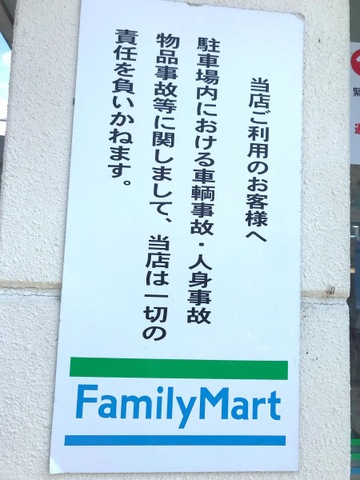 当店ご利用のお客様へ
駐車場内における車輌事故・人身事故
物品事故等に関しまして、当店は一切の
責任を負いかねます。
FamilyMart